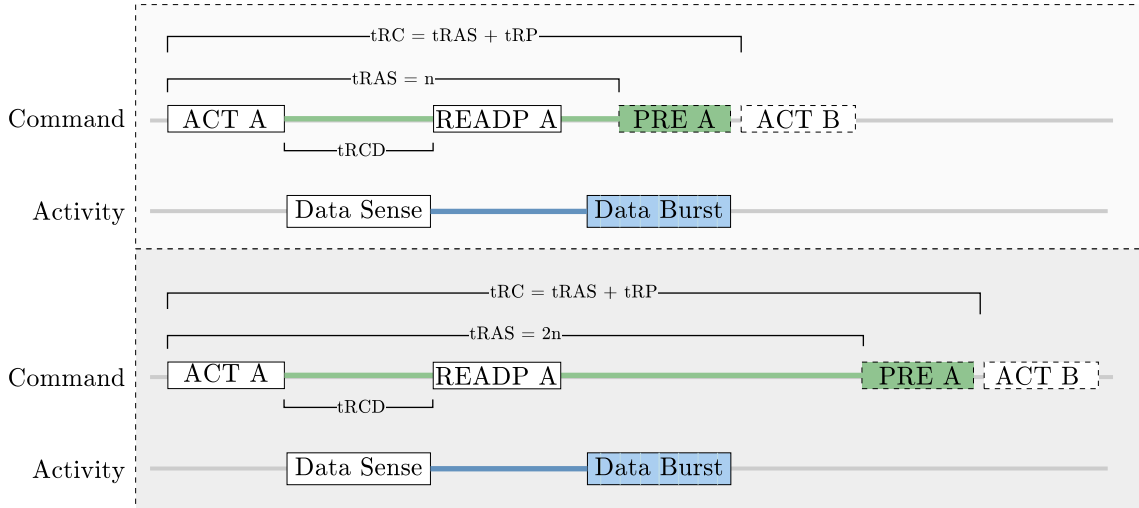 tRC = tRAS + tRP
tRAS = n
Command ACT A READP A PRE A ACT B
tRCD
Activity Data Sense Data Burst
tRC = tRAS + tRP
tRAS = 2n
Command ACT A READP A PRE A ACT B
tRCD
Activity Data Sense Data Burst